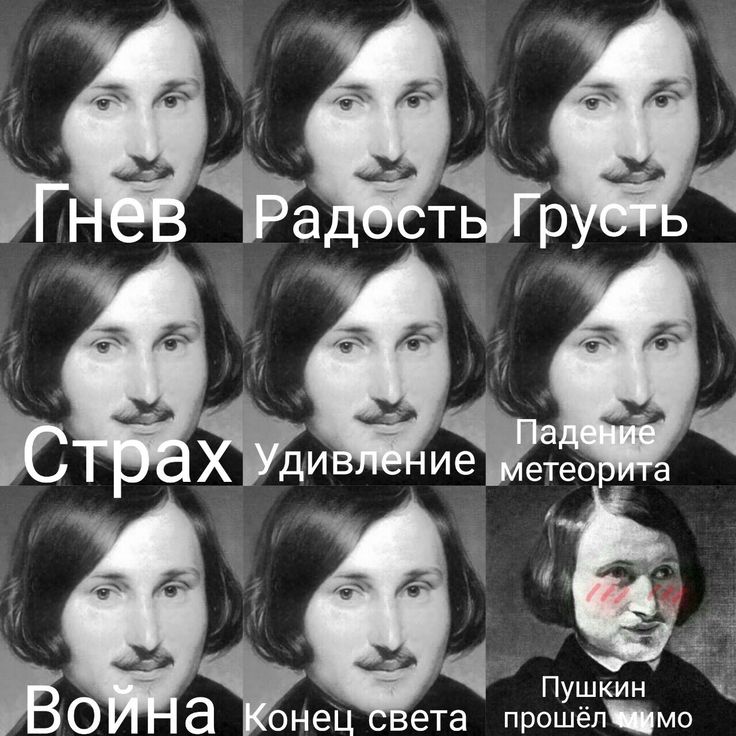 Гнев
Радость
Грусть
Страх
Удивление
Падение
метеорита
Война
Конец света
Пушкин
прошёл мимо